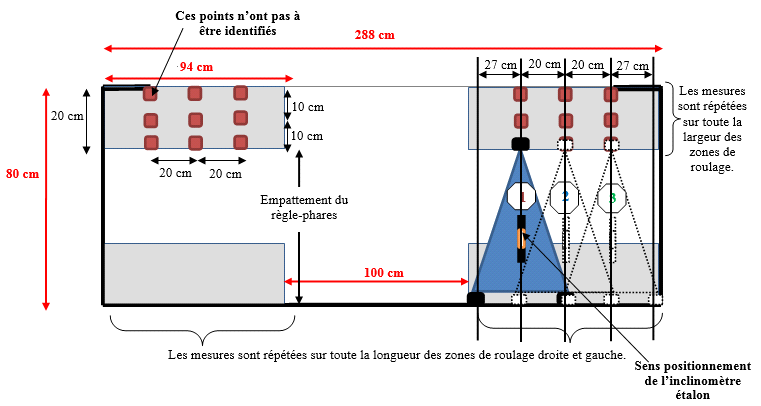 Ces points n'ont pas à
être identifiés
288 cm
94 cm
27 cm
20 cm
20 cm
27 cm
20 cm
10 cm
10 cm
20 cm
20 cm
Les mesures
sont répétées
sur toute la
largeur des
zones de
roulage.
80 cm
Empattement du
règle-phares
1
2
3
100 cm
Les mesures sont répétées sur toute la longueur des zones de roulage droite et gauche.
Sens positionnement
de l'inclinomètre
étalon